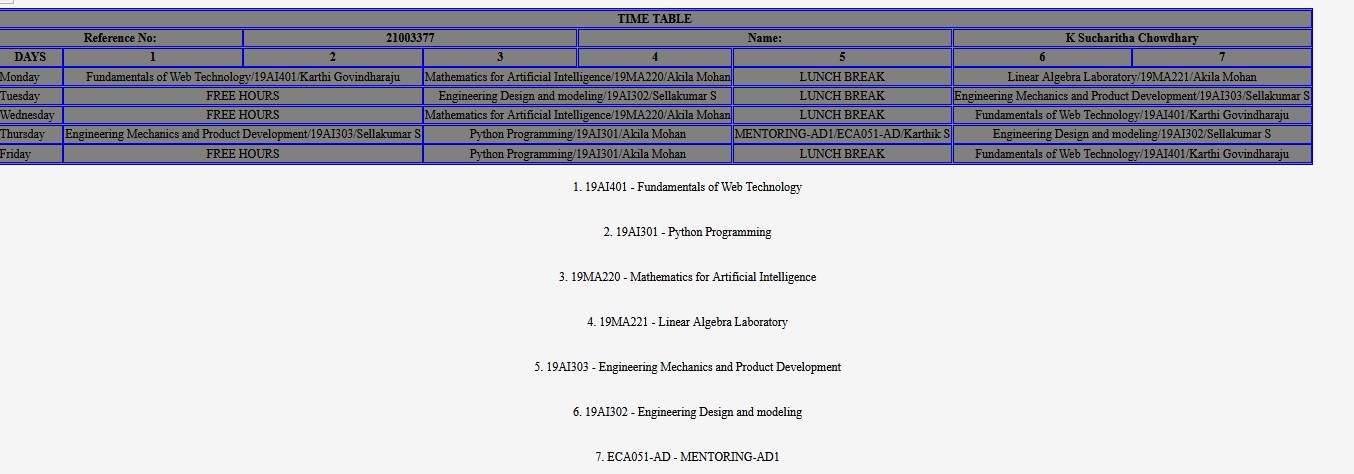 TIME TABLE
Reference No: 21003377 Name: K Sucharitha Chowdhary
DAYS 1 2 3 4 5 6 7
Monday Fundamentals of Web Technology/19AI401/Karthi Govindharaju Mathematics for Artificial Intelligence/19MA220/Akila Mohan LUNCH BREAK Linear Algebra Laboratory/19MA221/Akila Mohan
Tuesday FREE HOURS Engineering Design and modeling/19AI302/Sellakumar S LUNCH BREAK Engineering Mechanics and Product Development/19AI303/Sellakumar S
Wednesday FREE HOURS Mathematics for Artificial Intelligence/19MA220/Akila Mohan LUNCH BREAK Fundamentals of Web Technology/19AI401/Karthi Govindharaju
Thursday Engineering Mechanics and Product Development/19AI303/Sellakumar S Python Programming/19AI301/Akila Mohan MENTORING-AD1/ECA051-AD/Karthik S Engineering Design and modeling/19AI302/Sellakumar S
Friday FREE HOURS Python Programming/19AI301/Akila Mohan LUNCH BREAK Fundamentals of Web Technology/19AI401/Karthi Govindharaju
1. 19AI401 - Fundamentals of Web Technology
2. 19AI301 - Python Programming
3. 19MA220 - Mathematics for Artificial Intelligence
4. 19MA221 - Linear Algebra Laboratory
5. 19AI303 - Engineering Mechanics and Product Development
6. 19AI302 - Engineering Design and modeling
7. ECA051-AD - MENTORING-AD1